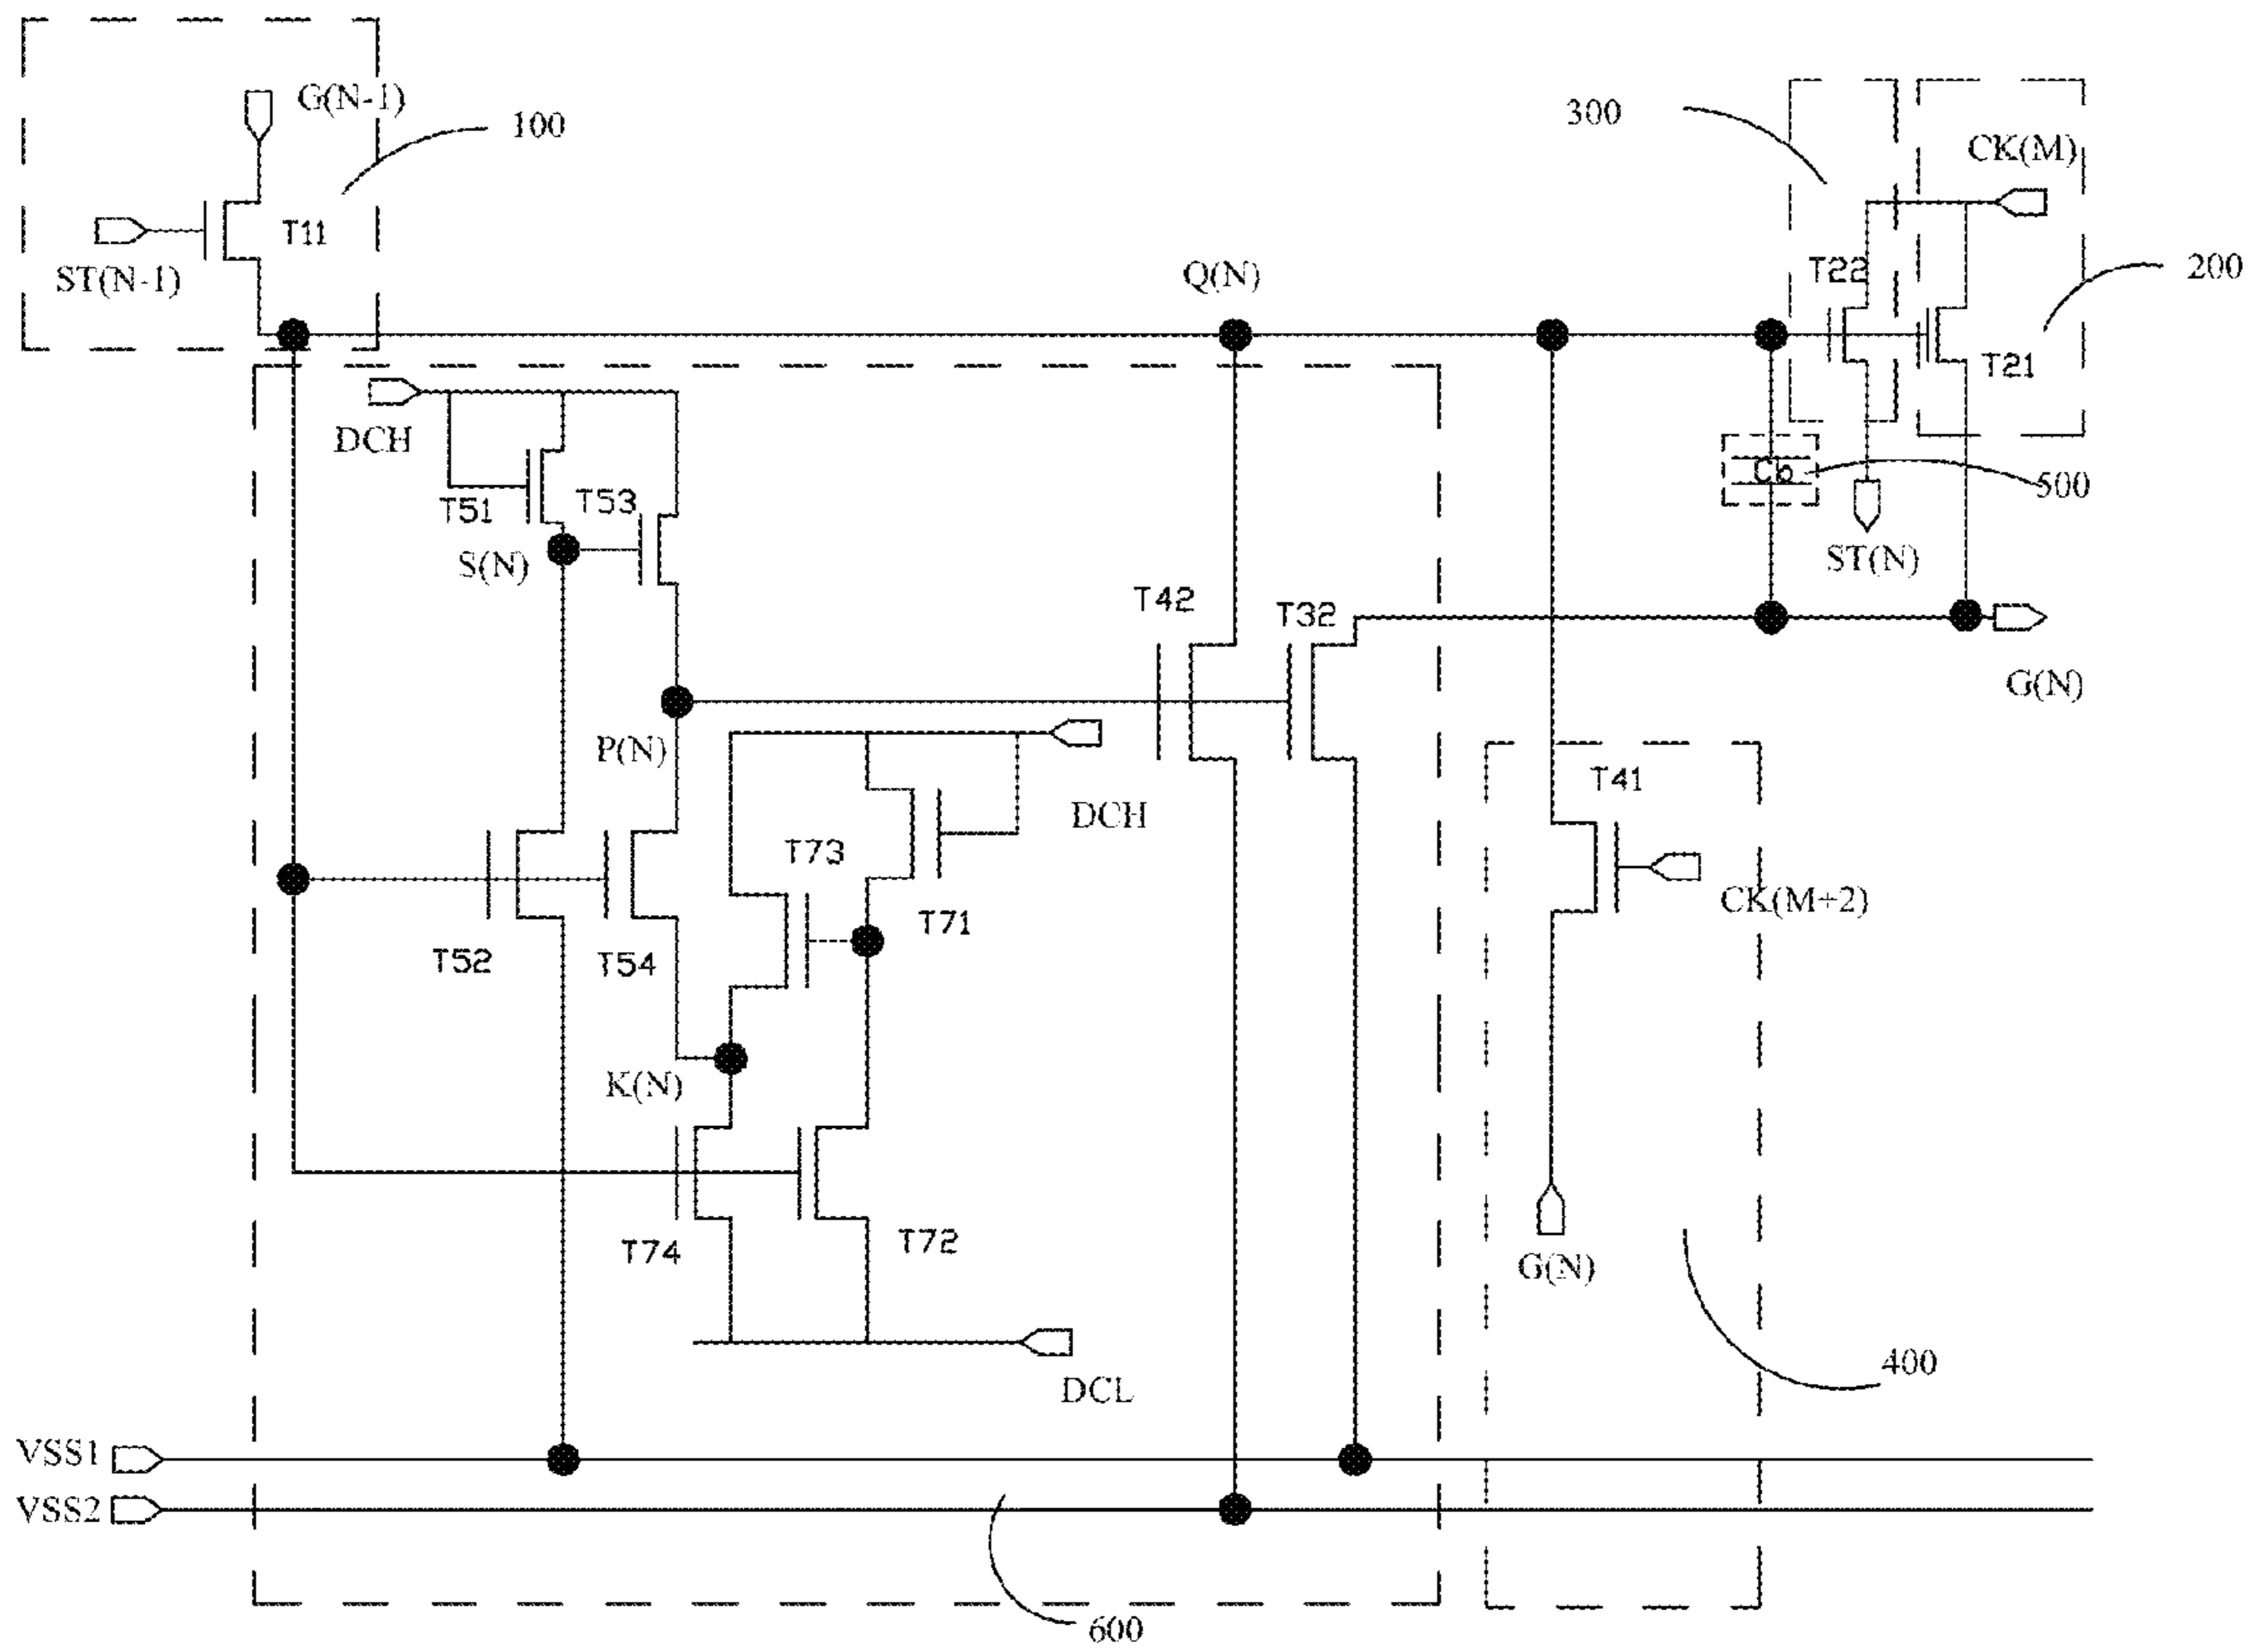 G(N-1)
100
300
CK(M)
T11
ST(N-1)
Q(N)
T22
200
T21
DCH
Cb
500
T51
T53
S(N)
ST(N)
T42
T32
G(N)
P(N)
T41
DCH
T73
CK(M+2)
T71
T52
T54
K(N)
T74
T72
G(N)
400
DCL
VSS1
VSS2
600